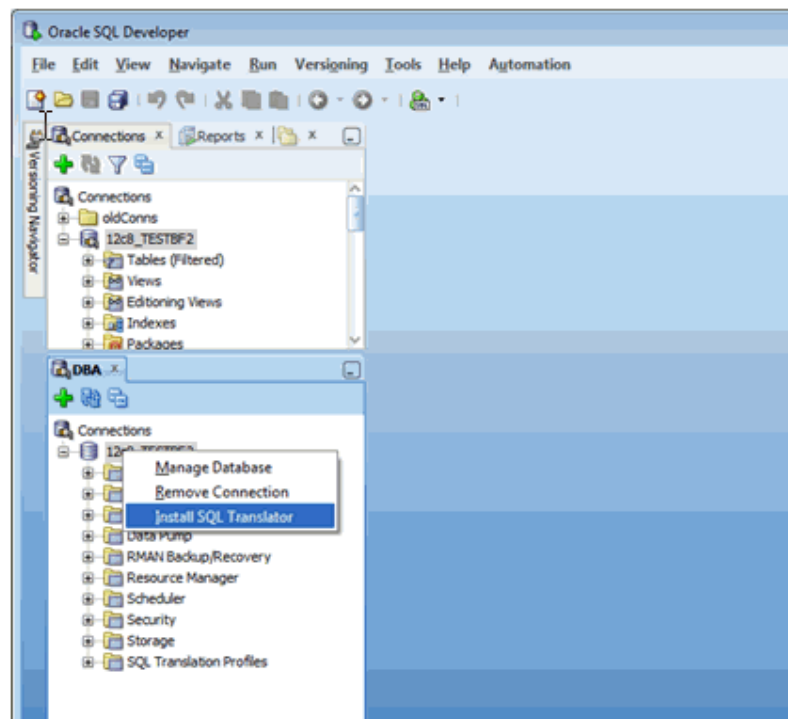 Oracle SQL Developer
File Edit View Navigate Run Versioning Tools Help Automation
Connections Reports
Versioning Navigator
Connections
oldConns
12c8_TESTBF2
Tables (Filtered)
Views
Editioning Views
Indexes
Packages
DBA
Connections
Manage Database
Remove Connection
Install SQL Translator
Data Pump
RMAN Backup/Recovery
Resource Manager
Scheduler
Security
Storage
SQL Translation Profiles